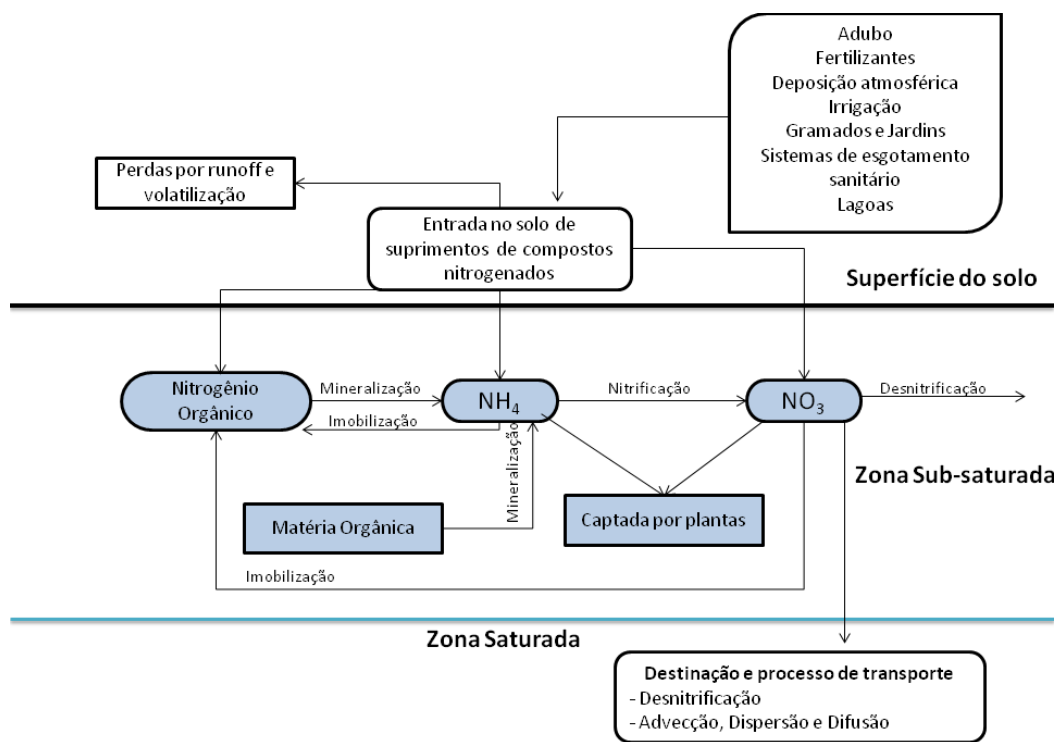 Adubo
Fertilizantes
Deposição atmosférica
Irrigação
Gramados e Jardins
Sistemas de esgotamento
sanitário
Lagoas
Perdas por runoff e
volatilização
Entrada no solo de
suprimentos de compostos
nitrogenados
Superfície do solo
Nitrogênio
Orgânico
Mineralização
Imobilização
NH₄
Nitrificação
NO₃
Desnitrificação
Mineralização
Zona Sub-saturada
Matéria Orgânica
Captada por plantas
Imobilização
Zona Saturada
Destinação e processo de transporte
- Desnitrificação
- Advecção, Dispersão e Difusão